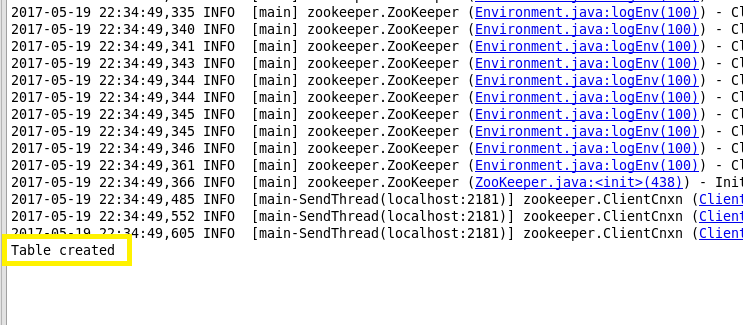 2017-05-19 22:34:49,335 INFO [main] zookeeper.ZooKeeper (Environment.java:logEnv(100)) - Cl
2017-05-19 22:34:49,340 INFO [main] zookeeper.ZooKeeper (Environment.java:logEnv(100)) - Cl
2017-05-19 22:34:49,341 INFO [main] zookeeper.ZooKeeper (Environment.java:logEnv(100)) - Cl
2017-05-19 22:34:49,343 INFO [main] zookeeper.ZooKeeper (Environment.java:logEnv(100)) - Cl
2017-05-19 22:34:49,344 INFO [main] zookeeper.ZooKeeper (Environment.java:logEnv(100)) - Cl
2017-05-19 22:34:49,344 INFO [main] zookeeper.ZooKeeper (Environment.java:logEnv(100)) - Cl
2017-05-19 22:34:49,345 INFO [main] zookeeper.ZooKeeper (Environment.java:logEnv(100)) - Cl
2017-05-19 22:34:49,345 INFO [main] zookeeper.ZooKeeper (Environment.java:logEnv(100)) - Cl
2017-05-19 22:34:49,346 INFO [main] zookeeper.ZooKeeper (Environment.java:logEnv(100)) - Cl
2017-05-19 22:34:49,361 INFO [main] zookeeper.ZooKeeper (Environment.java:logEnv(100)) - Cl
2017-05-19 22:34:49,366 INFO [main] zookeeper.ZooKeeper (ZooKeeper.java:<init>(438)) - Init
2017-05-19 22:34:49,485 INFO [main-SendThread(localhost:2181)] zookeeper.ClientCnxn (Client
2017-05-19 22:34:49,552 INFO [main-SendThread(localhost:2181)] zookeeper.ClientCnxn (Client
2017-05-19 22:34:49,605 INFO [main-SendThread(localhost:2181)] zookeeper.ClientCnxn (Client
Table created